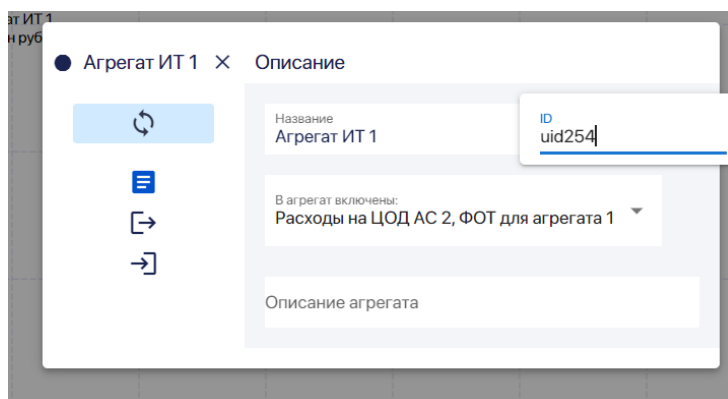 ат ИТ 1
н руб
Агрегат ИТ 1
Описание
Название
Агрегат ИТ 1
ID
uid254
В агрегат включены:
Расходы на ЦОД АС 2, ФОТ для агрегата 1
Описание агрегата